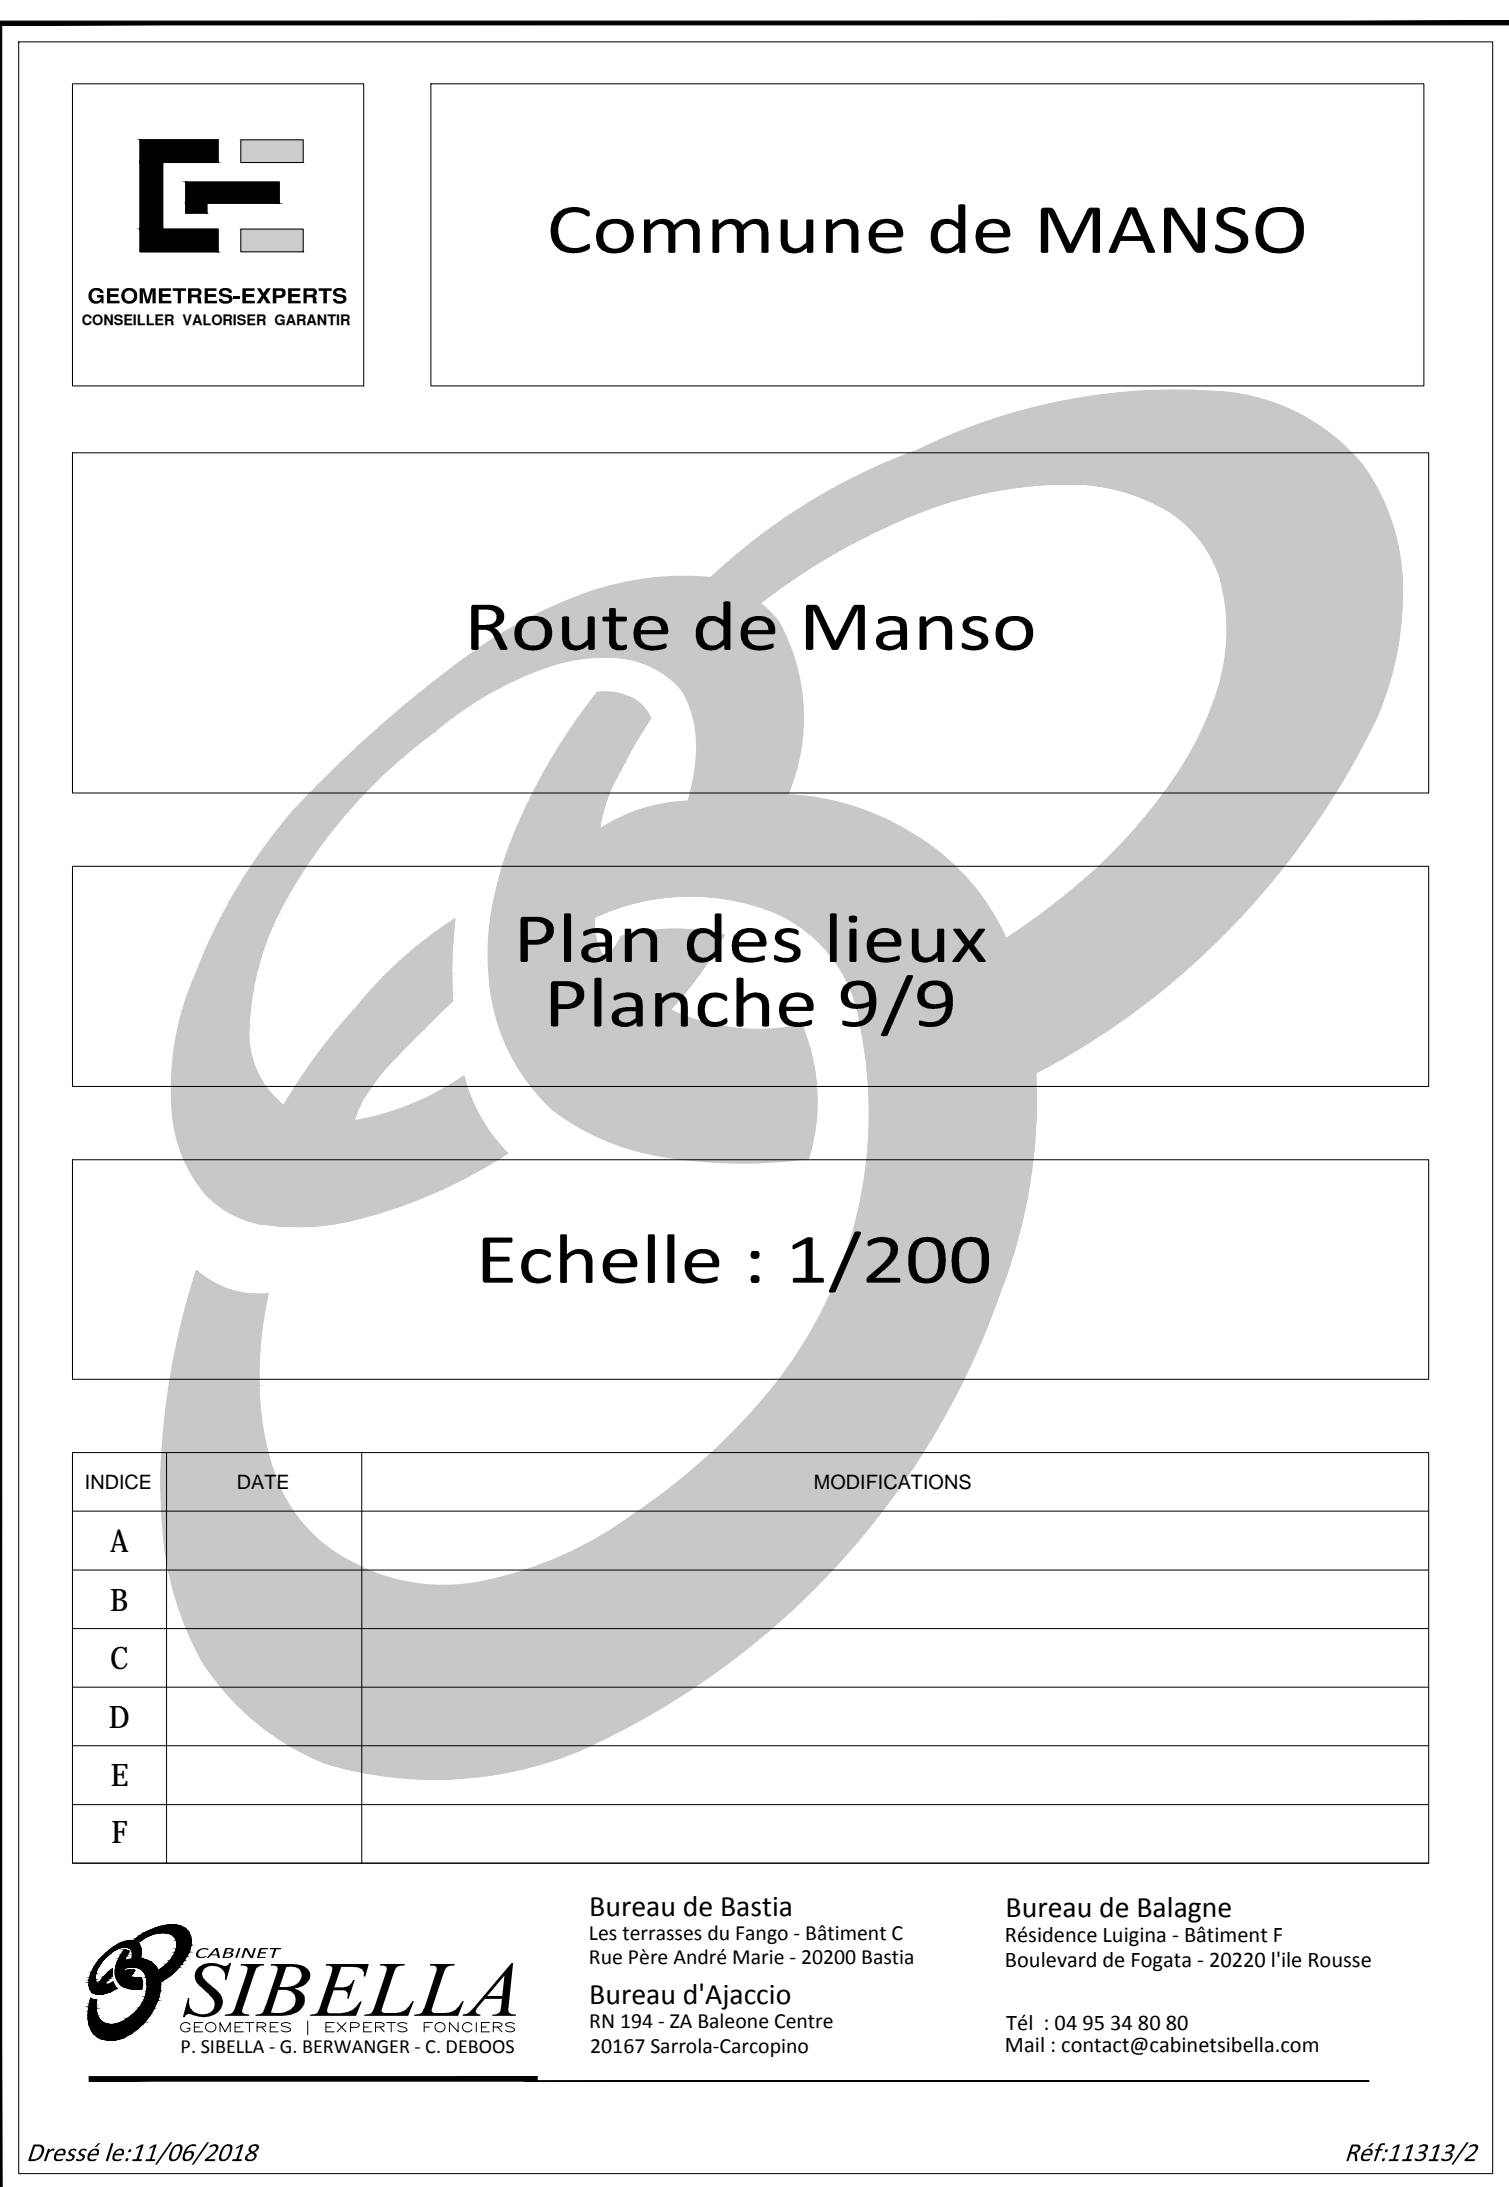 GEOMETRES-EXPERTS
CONSEILLER VALORISER GARANTIR
Commune de MANSO
Route de Manso
Plan des lieux
Planche 9/9
Echelle : 1/200
INDICE DATE MODIFICATIONS
A
B
C
D
E
F
CABINET
SIBELLA
GEOMETRES | EXPERTS FONCIERS
P. SIBELLA - G. BERWANGER - C. DEBOOS
Bureau de Bastia
Les terrasses du Fango - Bâtiment C
Rue Père André Marie - 20200 Bastia
Bureau d'Ajaccio
RN 194 - ZA Baleone Centre
20167 Sarrola-Carcopino
Bureau de Balagne
Résidence Luigina - Bâtiment F
Boulevard de Fogata - 20220 l'ile Rousse
Tél : 04 95 34 80 80
Mail : contact@cabinetsibella.com
Dressé le:11/06/2018
Réf:11313/2